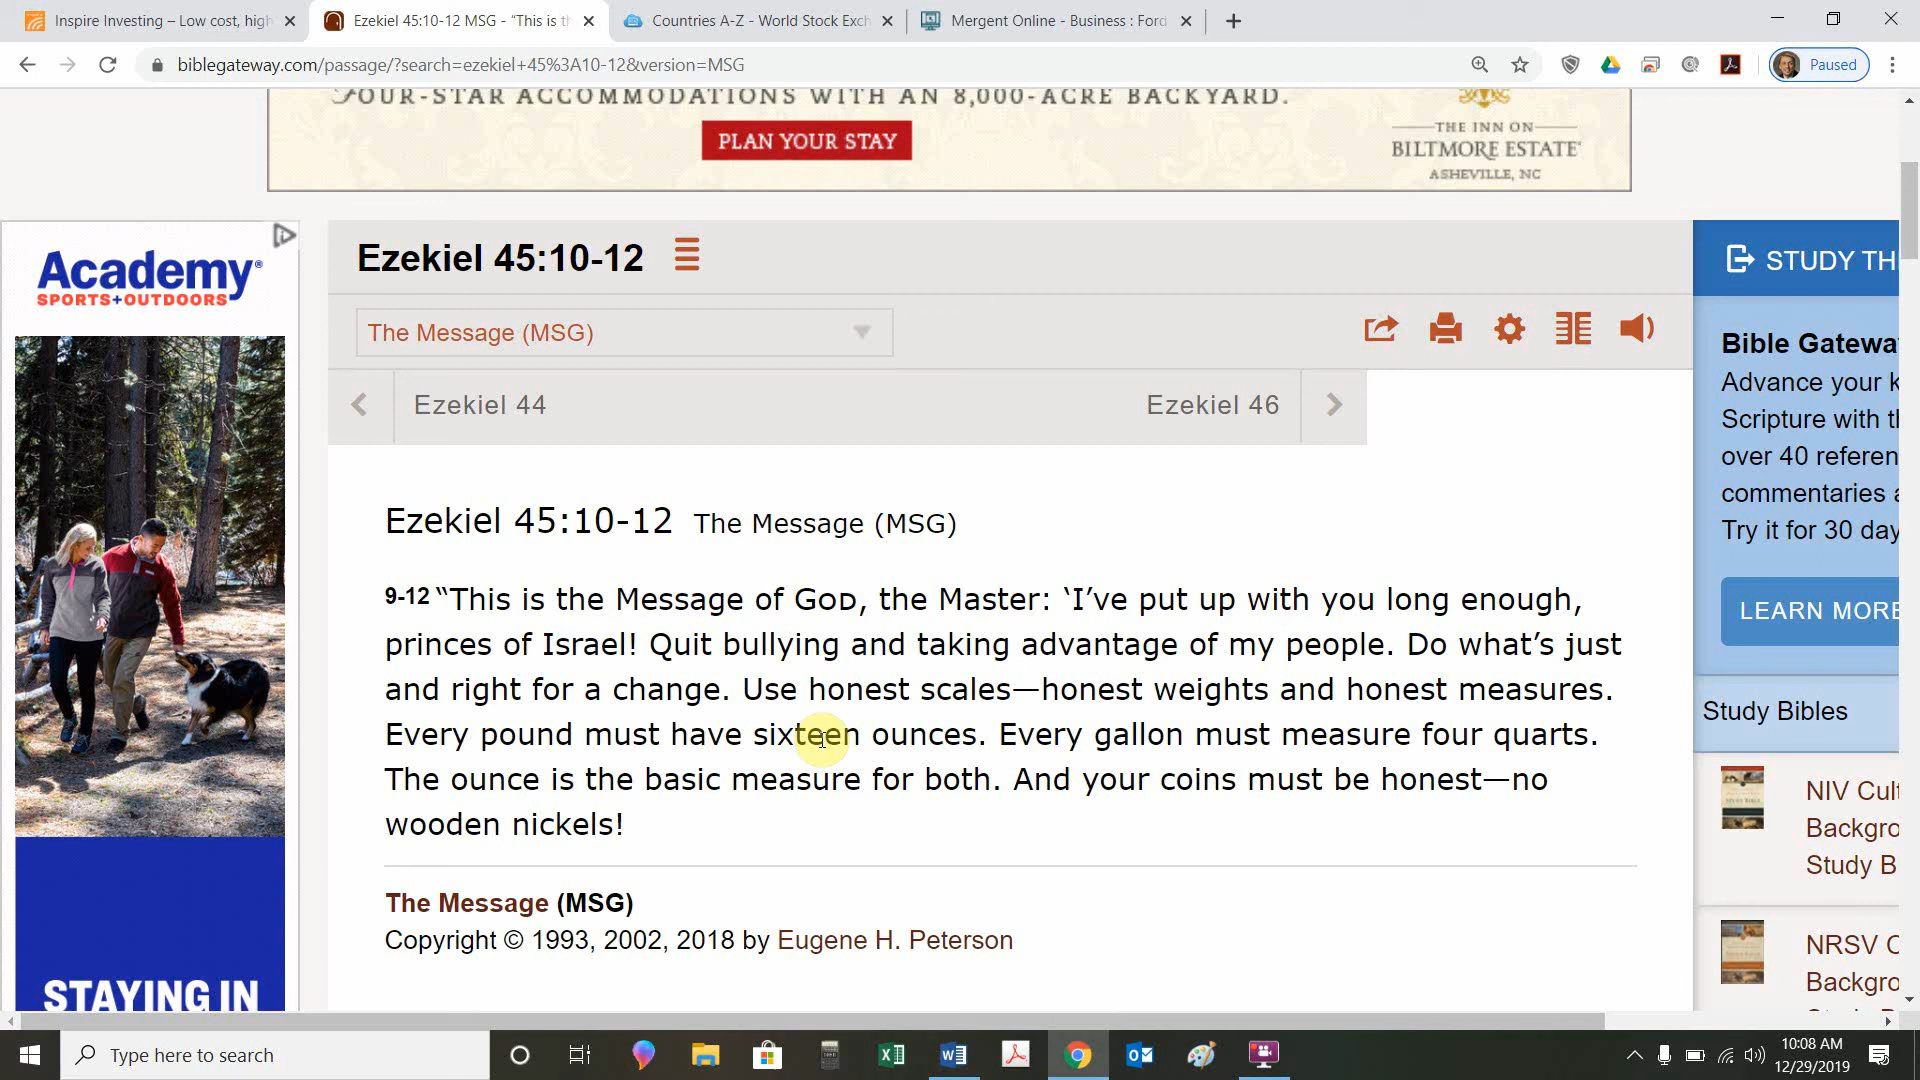 Inspire Investing – Low cost, high
Ezekiel 45:10-12 MSG - “This is th
Countries A-Z - World Stock Exch
Mergent Online - Business : Ford
biblegateway.com/passage/?search=ezekiel+45%3A10-12&version=MSG
Paused
FOUR-STAR ACCOMMODATIONS WITH AN 8,000-ACRE BACKYARD.
PLAN YOUR STAY
THE INN ON
BILTMORE ESTATE
ASHEVILLE, NC
Academy
SPORTS+OUTDOORS
STAYING IN
Ezekiel 45:10-12
The Message (MSG)
Ezekiel 44
Ezekiel 46
Ezekiel 45:10-12 The Message (MSG)
9-12 “This is the Message of GOD, the Master: ‘I’ve put up with you long enough,
princes of Israel! Quit bullying and taking advantage of my people. Do what’s just
and right for a change. Use honest scales—honest weights and honest measures.
Every pound must have sixteen ounces. Every gallon must measure four quarts.
The ounce is the basic measure for both. And your coins must be honest—no
wooden nickels!
The Message (MSG)
Copyright © 1993, 2002, 2018 by Eugene H. Peterson
STUDY TH
Bible Gatewa
Advance your k
Scripture with th
over 40 referen
commentaries a
Try it for 30 day
LEARN MORE
Study Bibles
NIV Cult
Backgro
Study B
NRSV C
Backgro
Type here to search
10:08 AM
12/29/2019